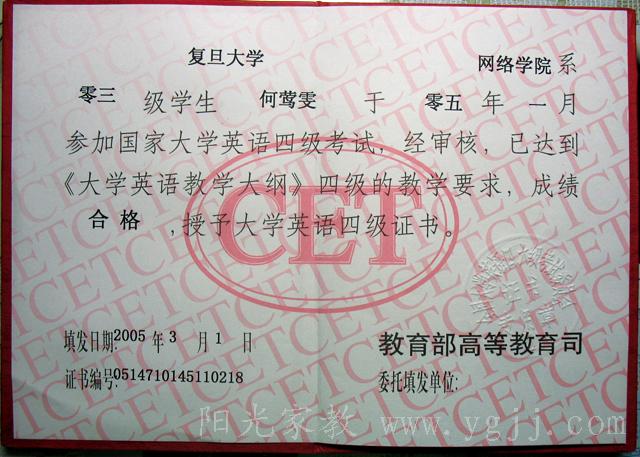 复旦大学 网络学院 系
零三 级学生 何莺雯 于 零五 年 一 月
参加国家大学英语四级考试，经审核，已达到
《大学英语教学大纲》四级的教学要求，成绩
合格 ,授予大学英语四级证书。
CET
填发日期:2005 年 3 月 1 日
教育部高等教育司
证书编号:0514710145110218
委托填发单位:
阳光家教 www.ygjj.com